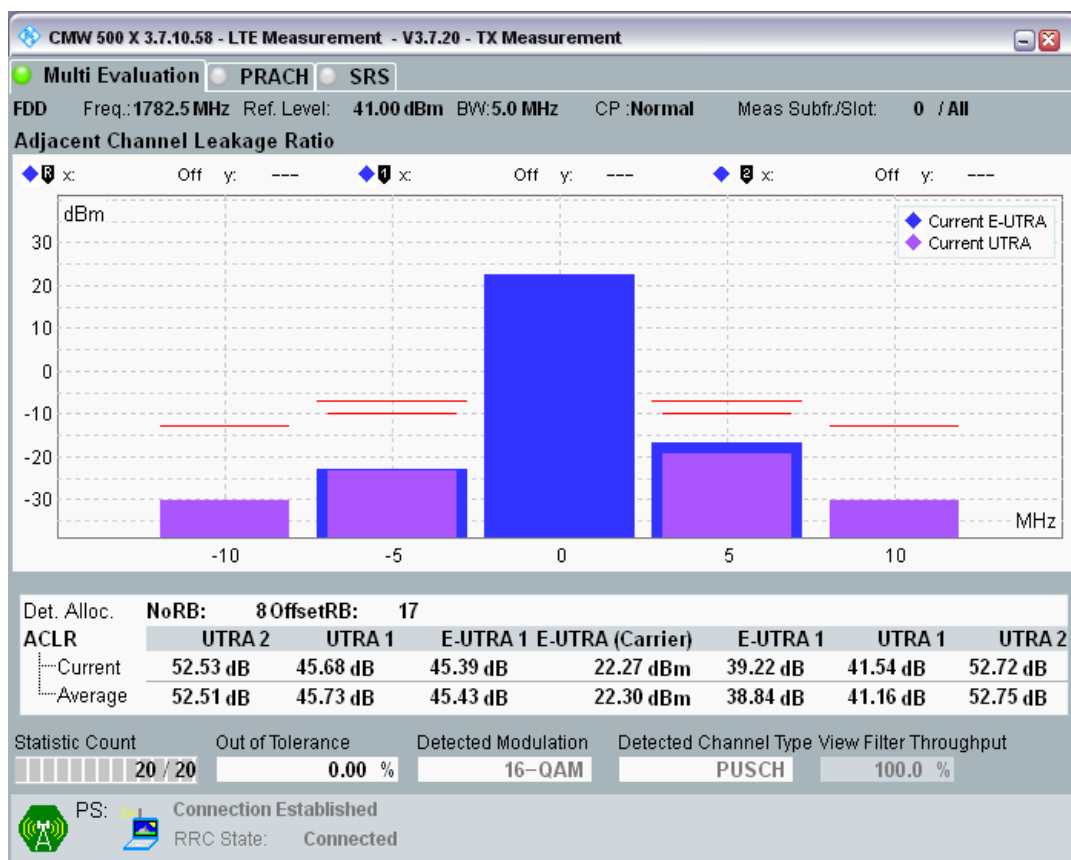 CMW 500 X 3.7.10.58 - LTE Measurement - V3.7.20 - TX Measurement
Multi Evaluation PRACH SRS
FDD Freq.: 1782.5 MHz Ref. Level: 41.00 dBm BW: 5.0 MHz CP : Normal Meas Subfr./Slot: 0 / All
Adjacent Channel Leakage Ratio
R x: Off y: --- 1 x: Off y: --- 2 x: Off y: ---
dBm
Current E-UTRA
Current UTRA
30
20
10
0
-10
-20
-30
MHz
-10 -5 0 5 10
Det. Alloc. NoRB: 8 OffsetRB: 17
ACLR UTRA 2 UTRA 1 E-UTRA 1 E-UTRA (Carrier) E-UTRA 1 UTRA 1 UTRA 2
Current 52.53 dB 45.68 dB 45.39 dB 22.27 dBm 39.22 dB 41.54 dB 52.72 dB
Average 52.51 dB 45.73 dB 45.43 dB 22.30 dBm 38.84 dB 41.16 dB 52.75 dB
Statistic Count Out of Tolerance Detected Modulation Detected Channel Type View Filter Throughput
20 / 20 0.00 % 16-QAM PUSCH 100.0 %
PS: Connection Established
RRC State: Connected